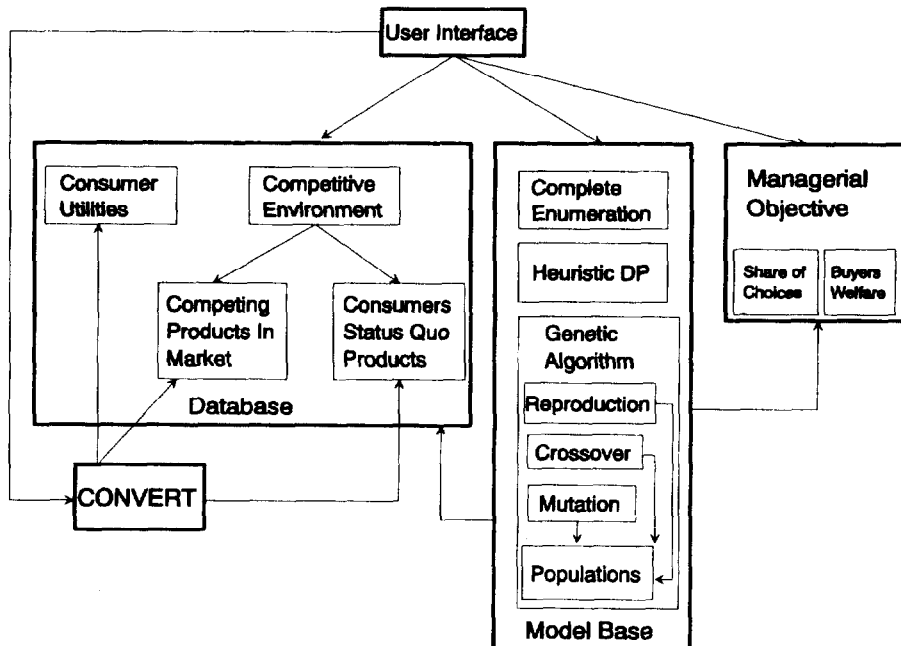 User Interface
Consumer
Utilities
Competitive
Environment
Competing
Products In
Market
Consumers
Status Quo
Products
Database
CONVERT
Complete
Enumeration
Heuristic DP
Genetic
Algorithm
Reproduction
Crossover
Mutation
Populations
Model Base
Managerial
Objective
Share of
Choices
Buyers
Welfare